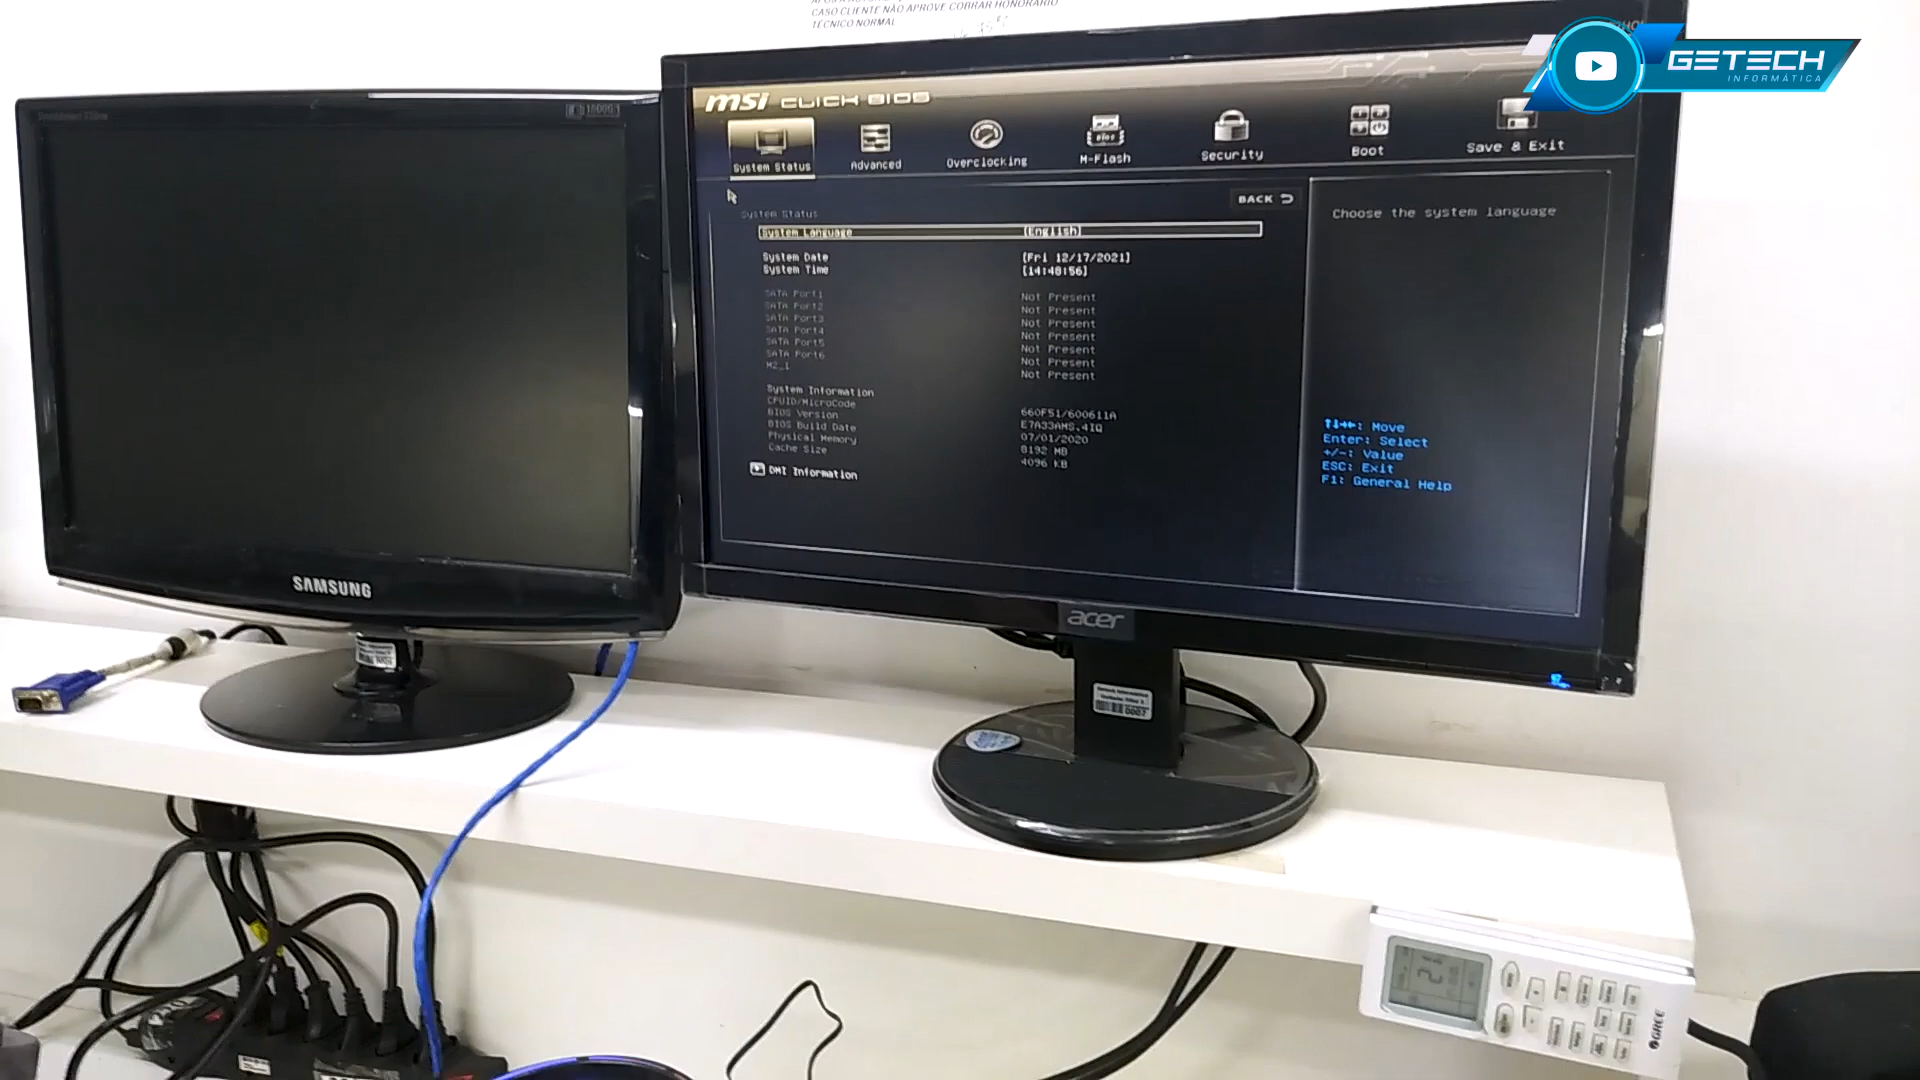 CASO CLIENTE NÃO APROVE COBRAR HONORÁRIO
TÉCNICO NORMAL
GETECH
INFORMÁTICA
msi CLICK BIOS
System Status
Advanced
Overclocking
M-Flash
Security
Boot
Save & Exit
BACK
System Status
Choose the system language
System Language [English]
System Date [Fri 12/17/2021]
System Time [14:48:56]
SATA Port1 Not Present
SATA Port2 Not Present
SATA Port3 Not Present
SATA Port4 Not Present
SATA Port5 Not Present
SATA Port6 Not Present
M2_1 Not Present
System Information
CPUID/MicroCode 660F51/600611A
BIOS Version E7A33AMS.4IQ
BIOS Build Date 07/01/2020
Physical Memory 8192 MB
Cache Size 4096 KB
DMI Information
↑↓→←: Move
Enter: Select
+/-: Value
ESC: Exit
F1: General Help
SAMSUNG
acer
0007
GREE